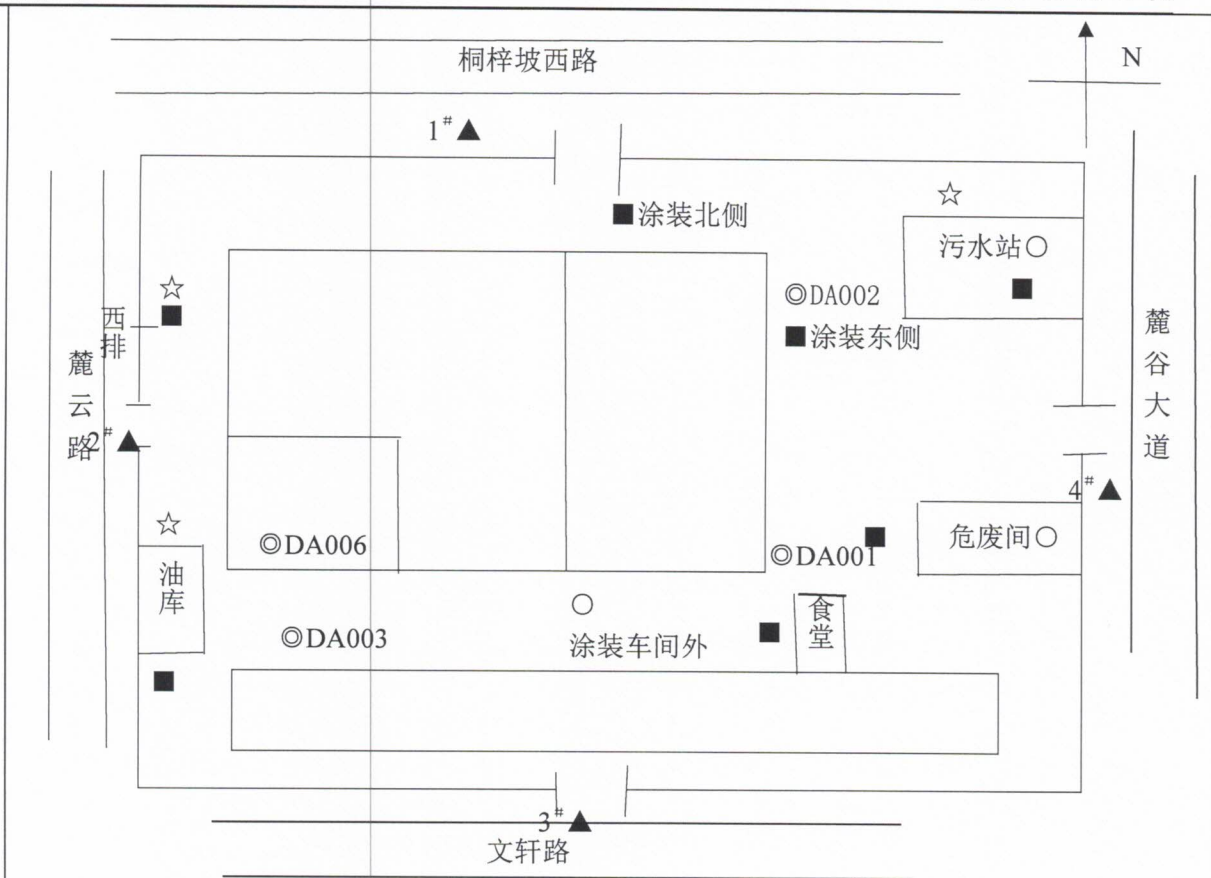 桐梓坡西路
N
1#▲
■涂装北侧
☆
污水站○
■
☆
■
西排
◎DA002
■涂装东侧
麓云路
麓谷大道
2#▲
4#▲
☆
油库
◎DA006
■
◎DA001
危废间○
○
涂装车间外
■
食堂
◎DA003
■
3#▲
文轩路